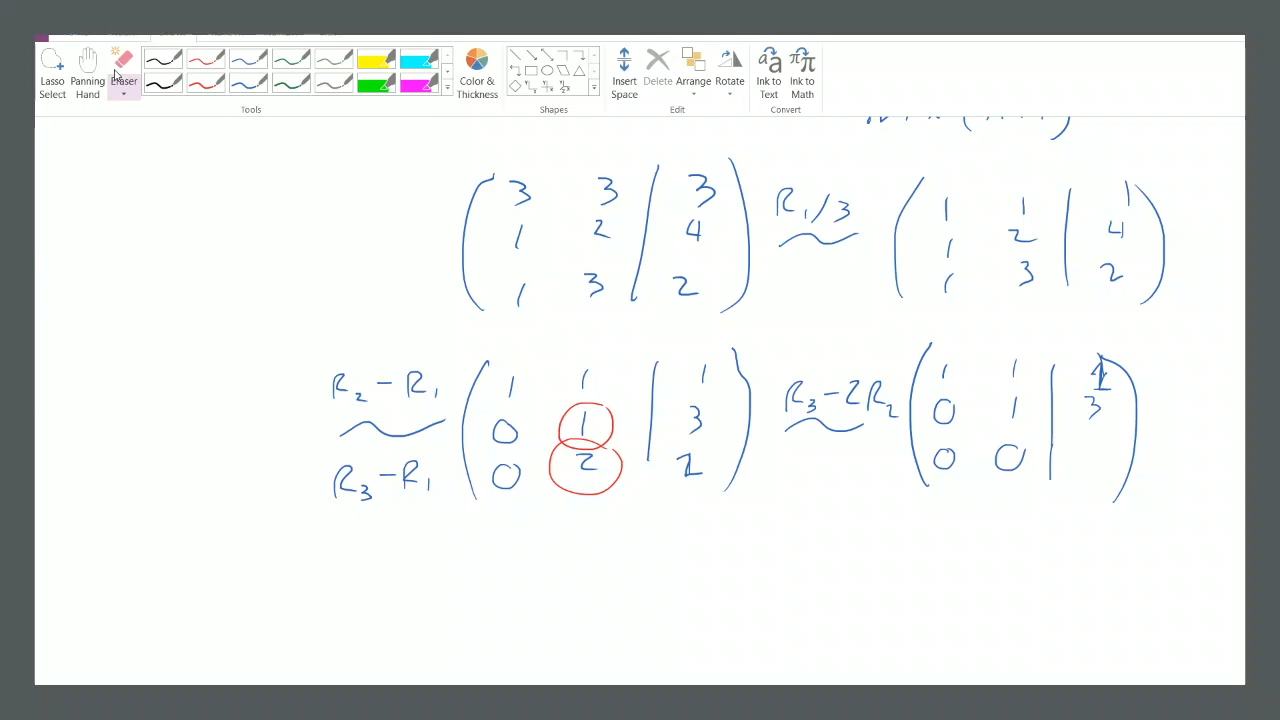 Lasso Select
Panning Hand
Eraser
Color & Thickness
Insert Space
Delete
Arrange
Rotate
Ink to Text
Ink to Math
Tools
Shapes
Edit
Convert
3 3 | 3
1 2 | 4
1 3 | 2
R₁/3
1 1 | 1
1 2 | 4
1 3 | 2
R₂-R₁
R₃-R₁
1 1 | 1
0 1 | 3
0 2 | 1
R₃-2R₂
1 1 | 1
0 1 | 3
0 0 |